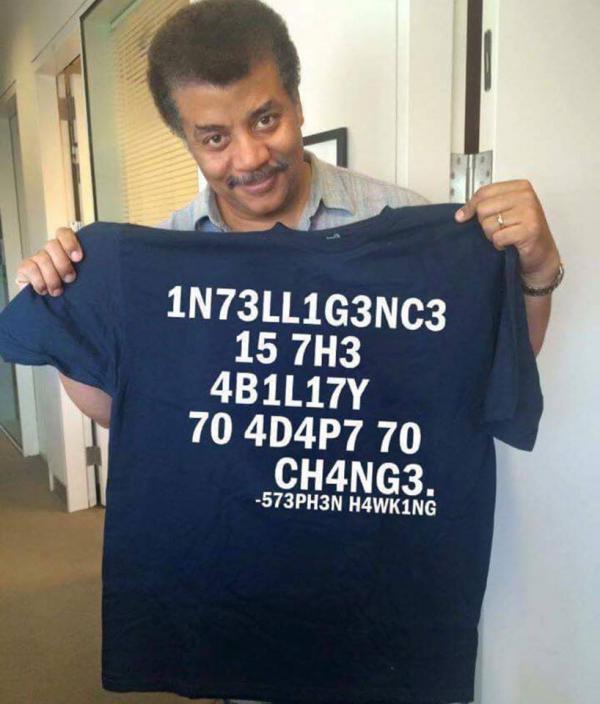 1N73LL1G3NC3
15 7H3
4B1L17Y
70 4D4P7 70
CH4NG3.
-573PH3N H4WK1NG